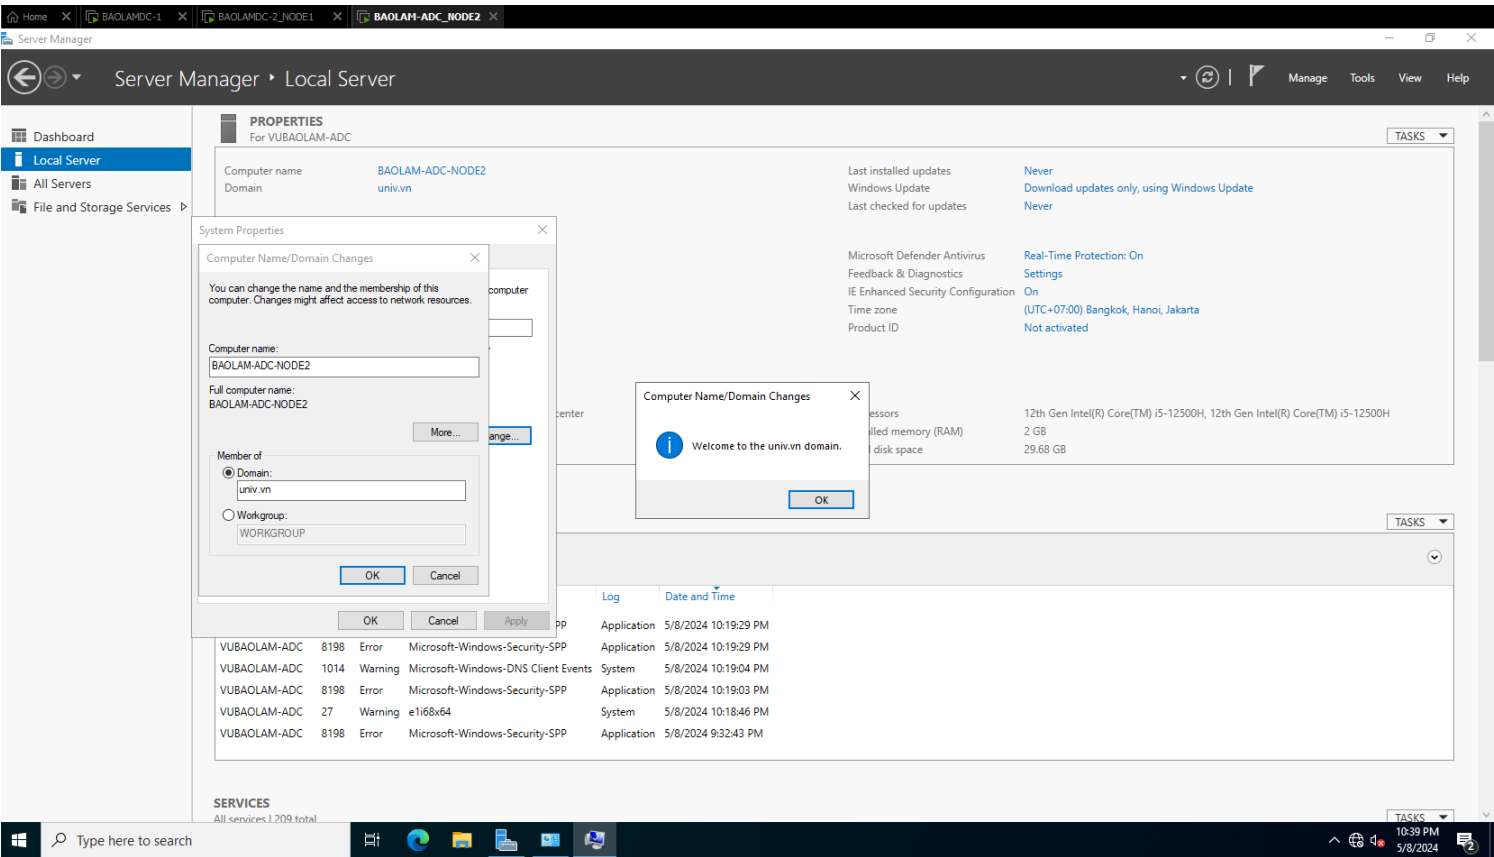 Home
BAOLAMDC-1
BAOLAMDC-2_NODE1
BAOLAM-ADC_NODE2
Server Manager
Server Manager
Local Server
Manage
Tools
View
Help
Dashboard
Local Server
All Servers
File and Storage Services
PROPERTIES
For VUBAOLAM-ADC
TASKS
Computer name
BAOLAM-ADC-NODE2
Domain
univ.vn
Last installed updates
Never
Windows Update
Download updates only, using Windows Update
Last checked for updates
Never
Microsoft Defender Antivirus
Real-Time Protection: On
Feedback & Diagnostics
Settings
IE Enhanced Security Configuration
On
Time zone
(UTC+07:00) Bangkok, Hanoi, Jakarta
Product ID
Not activated
12th Gen Intel(R) Core(TM) i5-12500H, 12th Gen Intel(R) Core(TM) i5-12500H
memory (RAM)
2 GB
disk space
29.68 GB
System Properties
computer
OK
Cancel
Apply
Computer Name/Domain Changes
You can change the name and the membership of this
computer. Changes might affect access to network resources.
Computer name:
BAOLAM-ADC-NODE2
Full computer name:
BAOLAM-ADC-NODE2
More...
Member of
Domain:
univ.vn
Workgroup:
WORKGROUP
OK
Cancel
Computer Name/Domain Changes
Welcome to the univ.vn domain.
OK
TASKS
Log
Date and Time
PP Application 5/8/2024 10:19:29 PM
VUBAOLAM-ADC 8198 Error Microsoft-Windows-Security-SPP Application 5/8/2024 10:19:29 PM
VUBAOLAM-ADC 1014 Warning Microsoft-Windows-DNS Client Events System 5/8/2024 10:19:04 PM
VUBAOLAM-ADC 8198 Error Microsoft-Windows-Security-SPP Application 5/8/2024 10:19:03 PM
VUBAOLAM-ADC 27 Warning e1i68x64 System 5/8/2024 10:18:46 PM
VUBAOLAM-ADC 8198 Error Microsoft-Windows-Security-SPP Application 5/8/2024 9:32:43 PM
SERVICES
All services | 209 total
TASKS
Type here to search
10:39 PM
5/8/2024
2